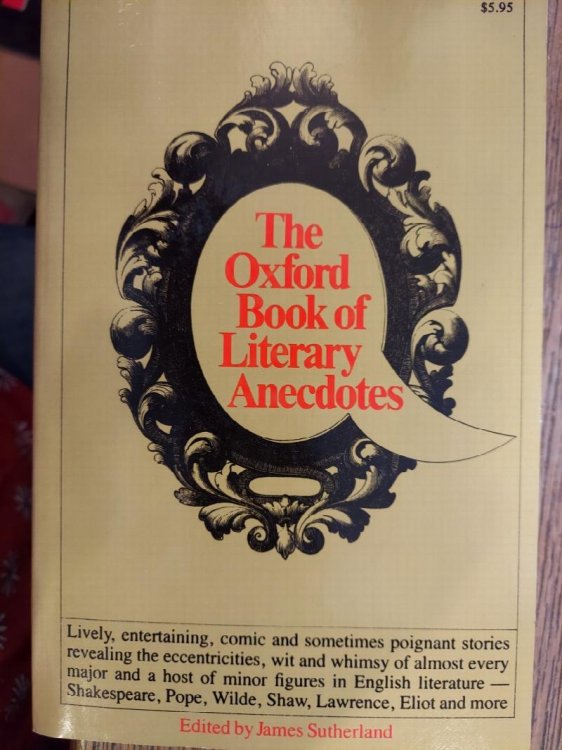 $5.95
The
Oxford
Book of
Literary
Anecdotes
Lively, entertaining, comic and sometimes poignant stories
revealing the eccentricities, wit and whimsy of almost every
major and a host of minor figures in English literature —
Shakespeare, Pope, Wilde, Shaw, Lawrence, Eliot and more
Edited by James Sutherland